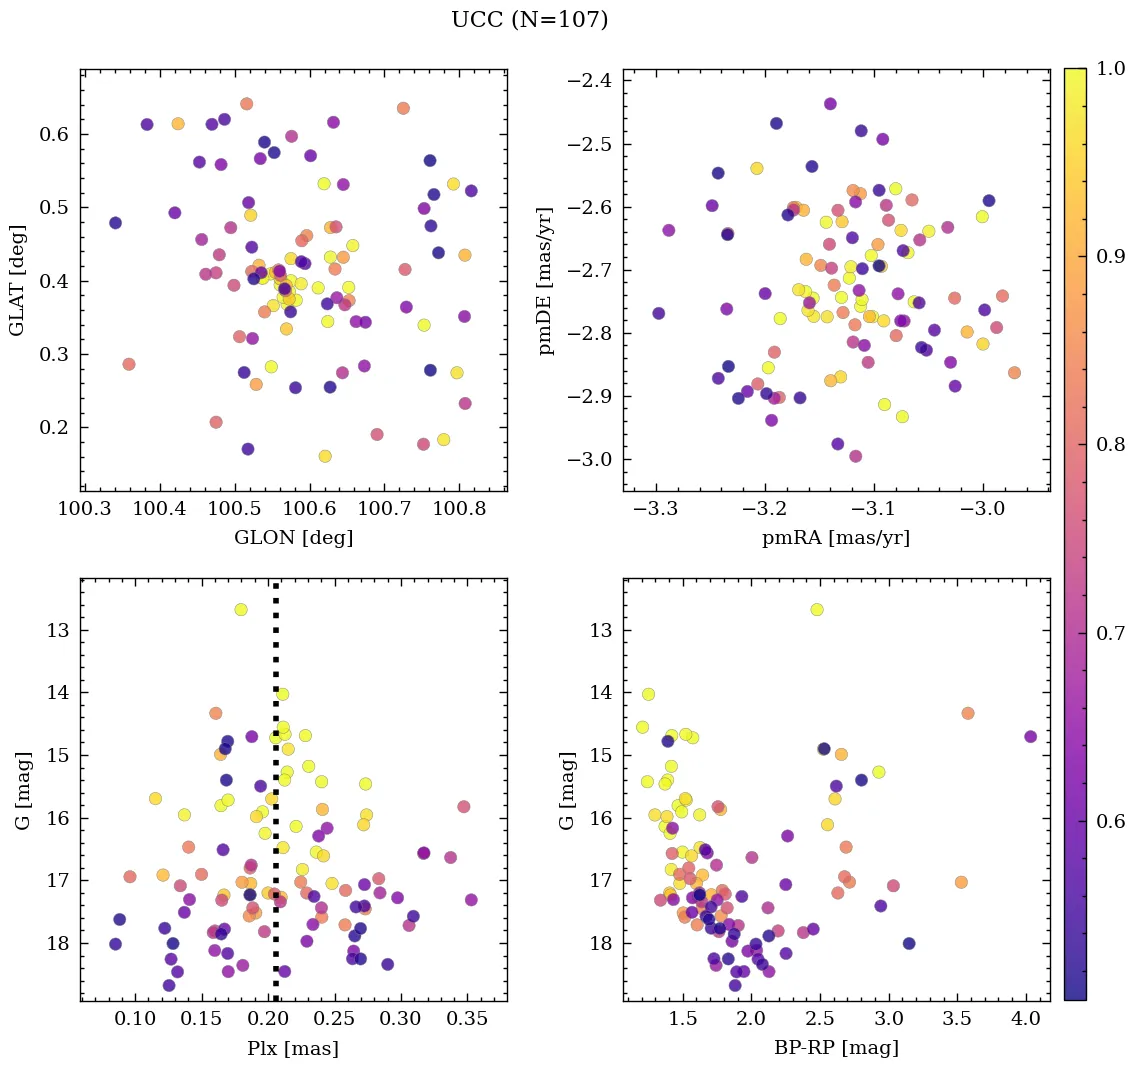 UCC (N=107)
0.6
0.5
0.4
0.3
0.2
GLAT [deg]
100.3 100.4 100.5 100.6 100.7 100.8
GLON [deg]
−2.4
−2.5
−2.6
−2.7
−2.8
−2.9
−3.0
pmDE [mas/yr]
−3.3 −3.2 −3.1 −3.0
pmRA [mas/yr]
1.0
0.9
0.8
0.7
0.6
13
14
15
16
17
18
G [mag]
0.10 0.15 0.20 0.25 0.30 0.35
Plx [mas]
13
14
15
16
17
18
G [mag]
1.5 2.0 2.5 3.0 3.5 4.0
BP-RP [mag]